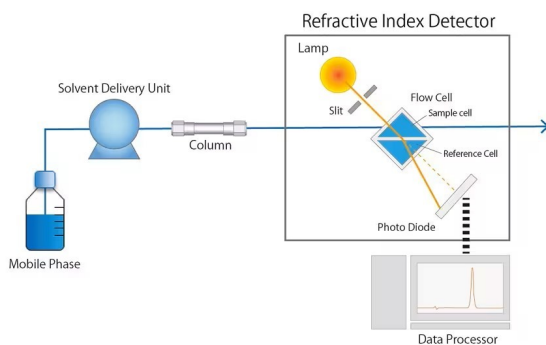 Refractive Index Detector
Lamp
Solvent Delivery Unit
Flow Cell
Slit
Sample cell
Column
Reference Cell
Photo Diode
Mobile Phase
Data Processor